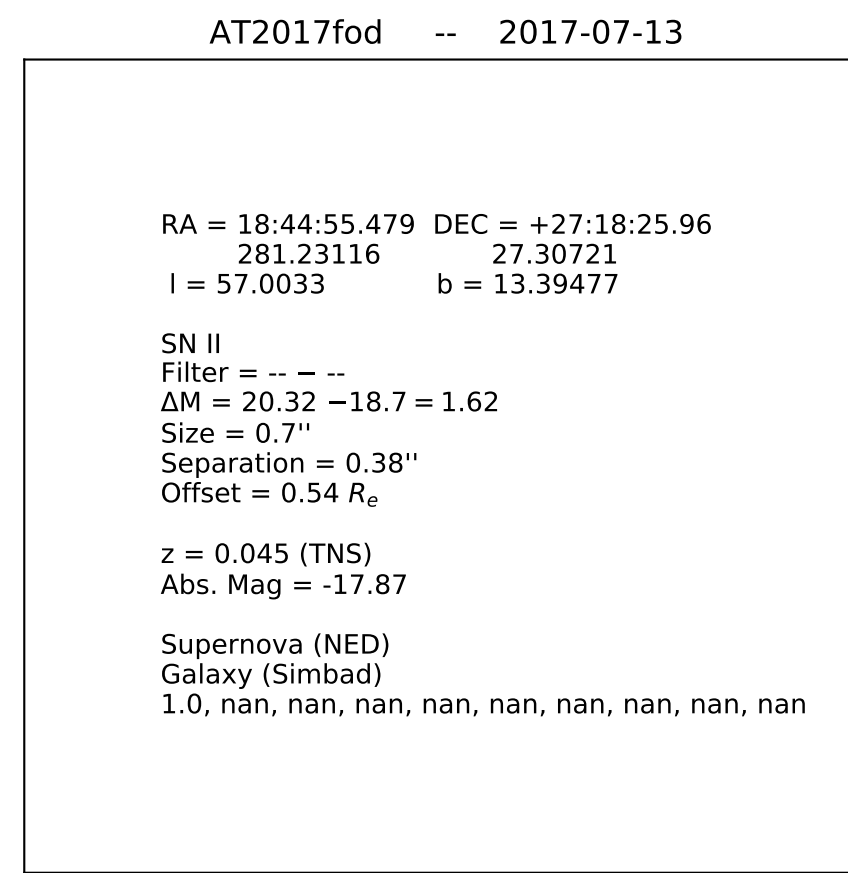 AT2017fod -- 2017-07-13
RA = 18:44:55.479 DEC = +27:18:25.96
281.23116 27.30721
l = 57.0033 b = 13.39477
SN II
Filter = -- − --
ΔM = 20.32 −18.7 = 1.62
Size = 0.7''
Separation = 0.38''
Offset = 0.54 Rₑ
z = 0.045 (TNS)
Abs. Mag = -17.87
Supernova (NED)
Galaxy (Simbad)
1.0, nan, nan, nan, nan, nan, nan, nan, nan, nan